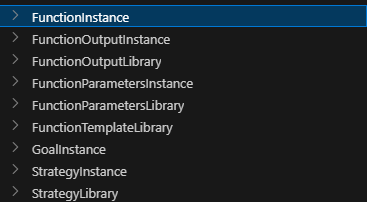 FunctionInstance
FunctionOutputInstance
FunctionOutputLibrary
FunctionParametersInstance
FunctionParametersLibrary
FunctionTemplateLibrary
GoalInstance
StrategyInstance
StrategyLibrary